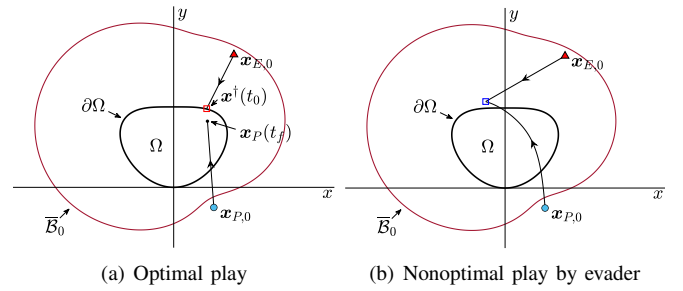 y
x_{E,0}
x^†(t_0)
∂Ω
x_P(t_f)
Ω
x
\overline{B}_0
x_{P,0}
(a) Optimal play
y
x_{E,0}
∂Ω
Ω
x
\overline{B}_0
x_{P,0}
(b) Nonoptimal play by evader